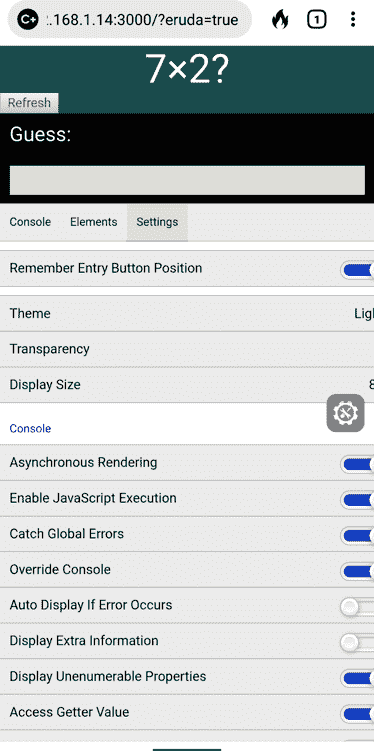 :.168.1.14:3000/?eruda=true
1
7×2?
Refresh
Guess:
Console Elements Settings
Remember Entry Button Position
Theme Ligh
Transparency
Display Size 8
Console
Asynchronous Rendering
Enable JavaScript Execution
Catch Global Errors
Override Console
Auto Display If Error Occurs
Display Extra Information
Display Unenumerable Properties
Access Getter Value